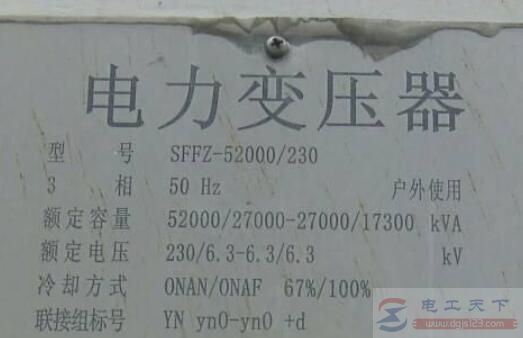 电力变压器
型 号 SFFZ-52000/230
3 相 50 Hz 户外使用
额定容量 52000/27000-27000/17300 kVA
额定电压 230/6.3-6.3/6.3 kV
冷却方式 ONAN/ONAF 67%/100%
联接组标号 YN yn0-yn0 +d
电工天下
www.dgjs123.com